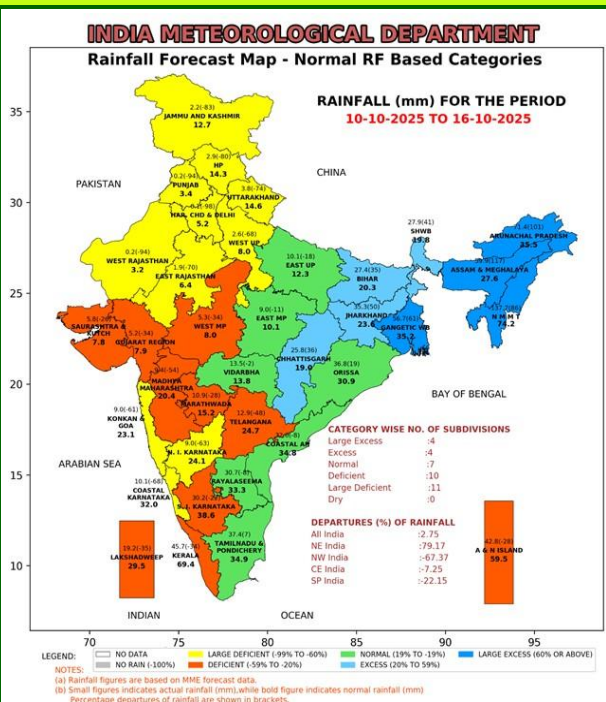 INDIA METEOROLOGICAL DEPARTMENT
Rainfall Forecast Map - Normal RF Based Categories
RAINFALL (mm) FOR THE PERIOD
10-10-2025 TO 16-10-2025
35
30
25
20
15
10
2.2(-83)
JAMMU AND KASHMIR
12.7
2.9(-80)
HP
14.3
PAKISTAN
CHINA
0.2(-94)
PUNJAB
3.4
3.8(-74)
UTTARAKHAND
14.6
HAR. CHD & DELHI
5.2
2.6(-68)
WEST UP
8.0
27.9(41)
SHWB
19.8
ARUNACHAL PRADESH
35.5
0.2(-94)
WEST RAJASTHAN
3.2
1.9(-70)
EAST RAJASTHAN
6.4
10.1(-18)
EAST UP
12.3
27.4(35)
BIHAR
20.3
ASSAM & MEGHALAYA
27.6
SAURASHTRA &
KUTCH
7.8
5.2(-34)
GUJARAT REGION
7.9
5.3(-34)
WEST MP
8.0
9.0(-11)
EAST MP
10.1
35.3(50)
JHARKHAND
23.6
56.7(61)
GANGETIC WB
35.2
N M M T
74.2
25.8(36)
CHHATTISGARH
19.0
36.8(19)
ORISSA
30.9
13.5(-2)
VIDARBHA
13.8
MADHYA
MAHARASHTRA
20.4
10.9(-28)
MARATHWADA
15.2
12.9(-48)
TELANGANA
24.7
BAY OF BENGAL
9.0(-61)
KONKAN &
GOA
23.1
COASTAL AP
34.8
9.0(-63)
N. I. KARNATAKA
24.1
ARABIAN SEA
10.1(-68)
COASTAL
KARNATAKA
32.0
RAYALASEEMA
33.3
S. I. KARNATAKA
38.6
37.4(7)
TAMILNADU &
PONDICHERY
34.9
45.7(-34)
KERALA
69.4
19.2(-35)
LAKSHADWEEP
29.5
42.8(-28)
A & N ISLAND
59.5
CATEGORY WISE NO. OF SUBDIVISIONS
Large Excess :4
Excess :4
Normal :7
Deficient :10
Large Deficient :11
Dry :0
DEPARTURES (%) OF RAINFALL
All India :2.75
NE India :79.17
NW India :-67.37
CE India :-7.25
SP India :-22.15
INDIAN OCEAN
70 75 80 85 90 95
LEGEND: NO DATA LARGE DEFICIENT (-99% TO -60%) NORMAL (19% TO -19%) LARGE EXCESS (60% OR ABOVE)
NO RAIN (-100%) DEFICIENT (-59% TO -20%) EXCESS (20% TO 59%)
NOTES:
(a) Rainfall figures are based on MME forecast data.
(b) Small figures indicates actual rainfall (mm),while bold figure indicates normal rainfall (mm)
Percentage departures of rainfall are shown in brackets.